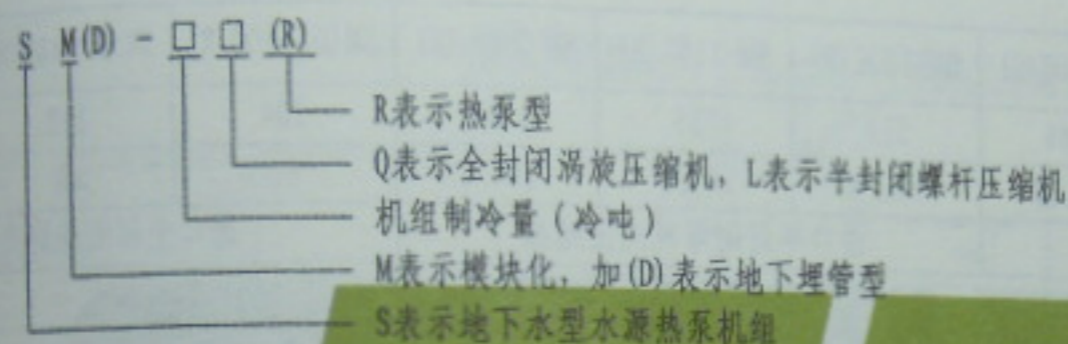 S M(D) - □ □ (R)
R表示热泵型
Q表示全封闭涡旋压缩机，L表示半封闭螺杆压缩机
机组制冷量（冷吨）
M表示模块化，加(D)表示地下埋管型
S表示地下水型水源热泵机组